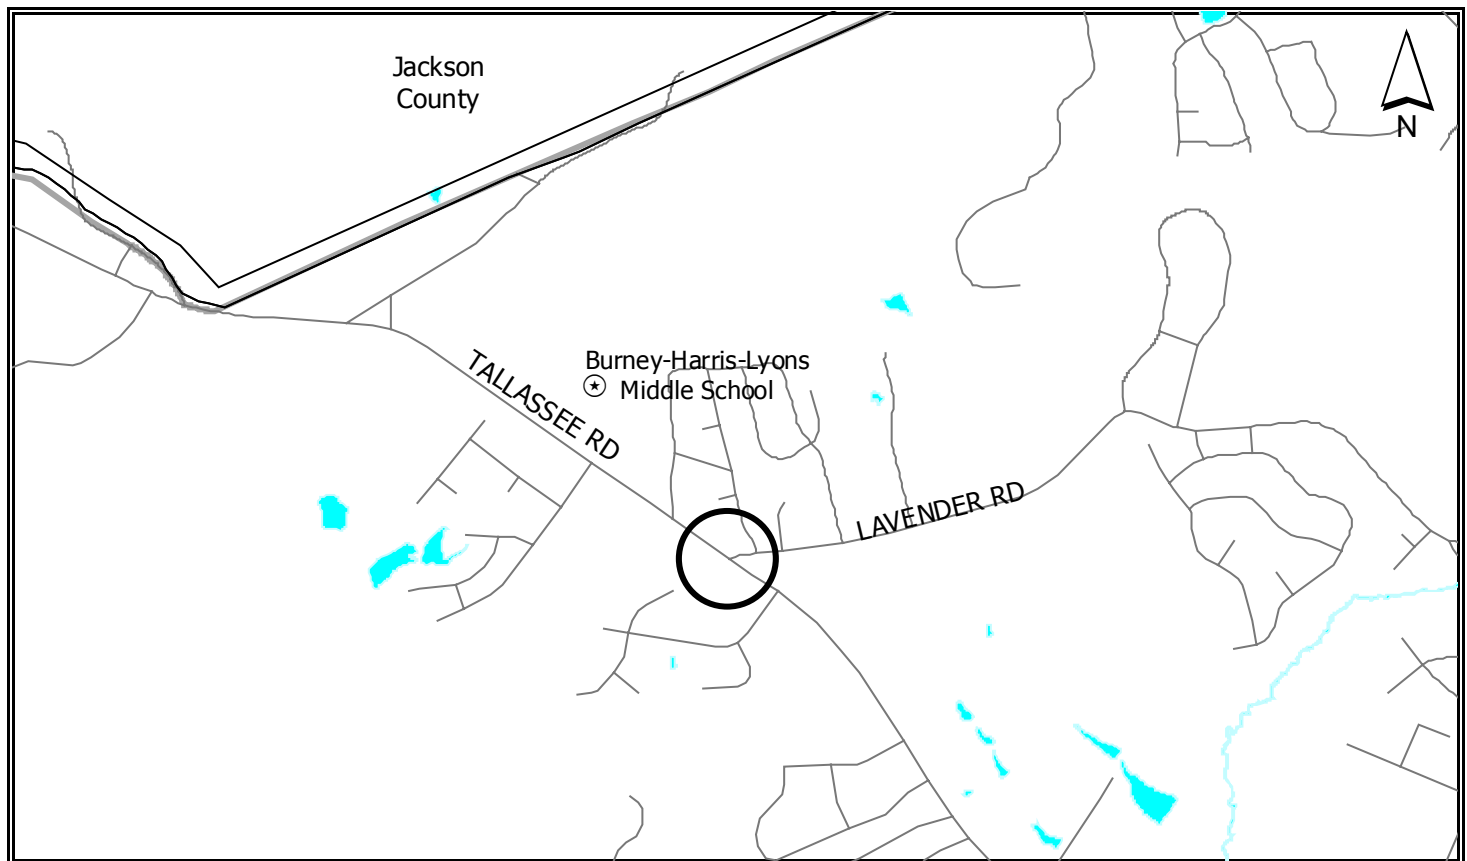 Jackson
County
N
Burney-Harris-Lyons
Middle School
TALLASSEE RD
LAVENDER RD